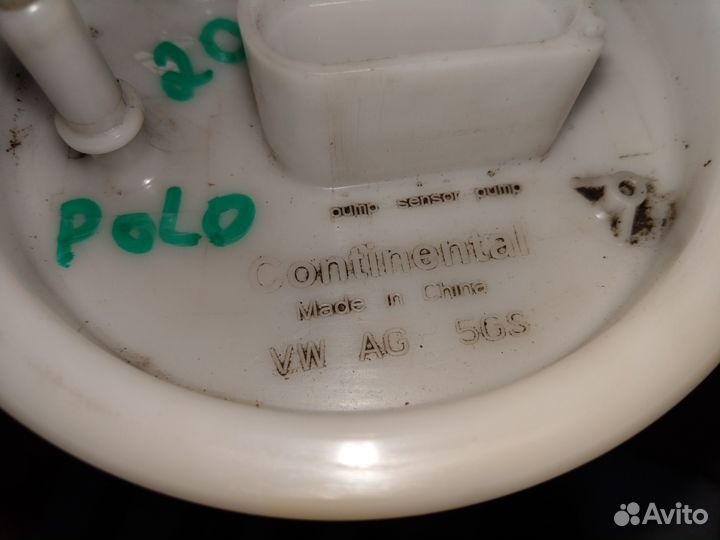 20
POLO
pump sensor pump
Continental
Made in China
VW AG 5GS
Avito